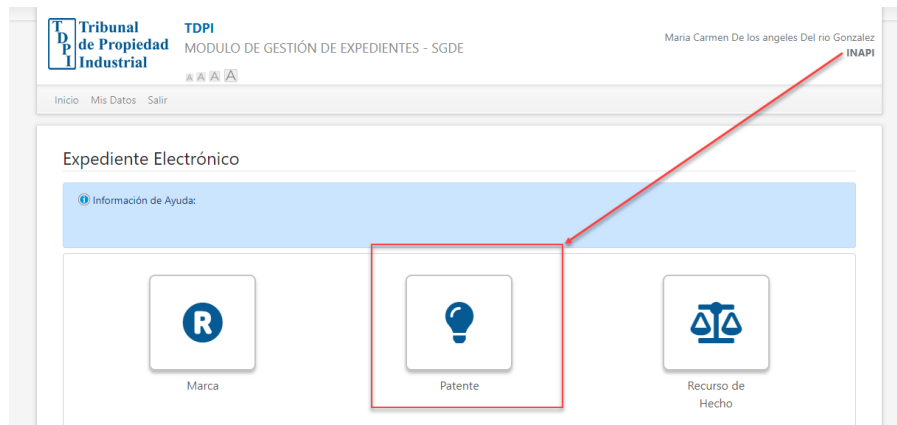 Tribunal
de Propiedad
Industrial
TDPI
TDPI
MODULO DE GESTIÓN DE EXPEDIENTES - SGDE
A A A A
Maria Carmen De los angeles Del rio Gonzalez
INAPI
Inicio Mis Datos Salir
Expediente Electrónico
Información de Ayuda:
R
Marca
Patente
Recurso de
Hecho